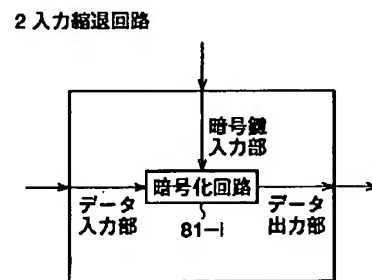 2入力縮退回路
暗号鍵
入力部
暗号化回路
データ
入力部
81-i
データ
出力部